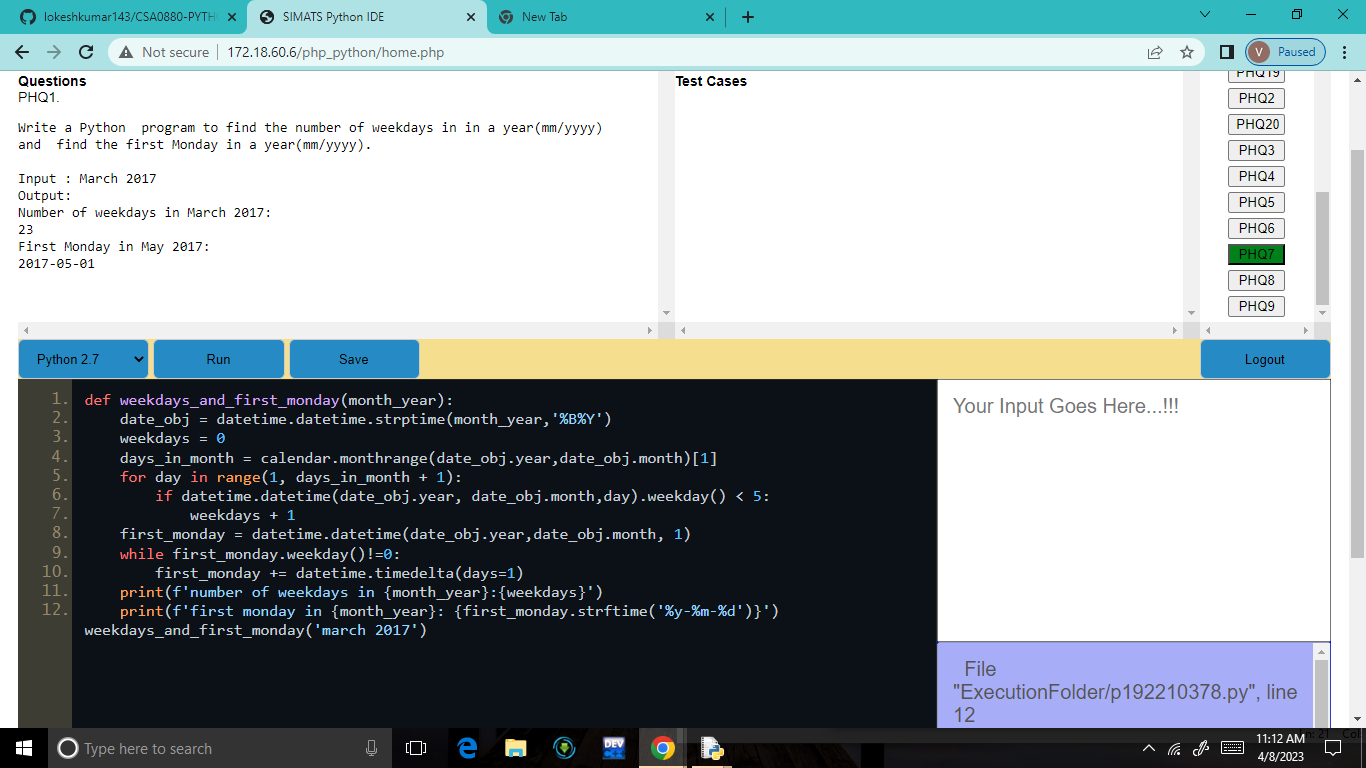 lokeshkumar143/CSA0880-PYTH
SIMATS Python IDE
New Tab
Not secure
172.18.60.6/php_python/home.php
V Paused
Questions
PHQ1.
Write a Python  program to find the number of weekdays in in a year(mm/yyyy)
and  find the first Monday in a year(mm/yyyy).
Input : March 2017
Output:
Number of weekdays in March 2017:
23
First Monday in May 2017:
2017-05-01
Test Cases
PHQ19
PHQ2
PHQ20
PHQ3
PHQ4
PHQ5
PHQ6
PHQ7
PHQ8
PHQ9
Python 2.7
Run
Save
Logout
1. def weekdays_and_first_monday(month_year):
2.     date_obj = datetime.datetime.strptime(month_year,'%B%Y')
3.     weekdays = 0
4.     days_in_month = calendar.monthrange(date_obj.year,date_obj.month)[1]
5.     for day in range(1, days_in_month + 1):
6.         if datetime.datetime(date_obj.year, date_obj.month,day).weekday() < 5:
7.             weekdays + 1
8.     first_monday = datetime.datetime(date_obj.year,date_obj.month, 1)
9.     while first_monday.weekday()!=0:
10.         first_monday += datetime.timedelta(days=1)
11.     print(f'number of weekdays in {month_year}:{weekdays}')
12.     print(f'first monday in {month_year}: {first_monday.strftime('%y-%m-%d')}')
weekdays_and_first_monday('march 2017')
Your Input Goes Here...!!!
File
"ExecutionFolder/p192210378.py", line
12
Type here to search
DEV
11:12 AM
4/8/2023